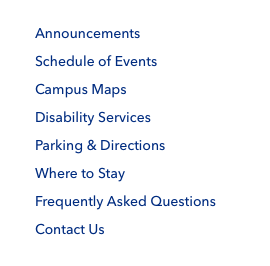 Announcements
Schedule of Events
Campus Maps
Disability Services
Parking & Directions
Where to Stay
Frequently Asked Questions
Contact Us